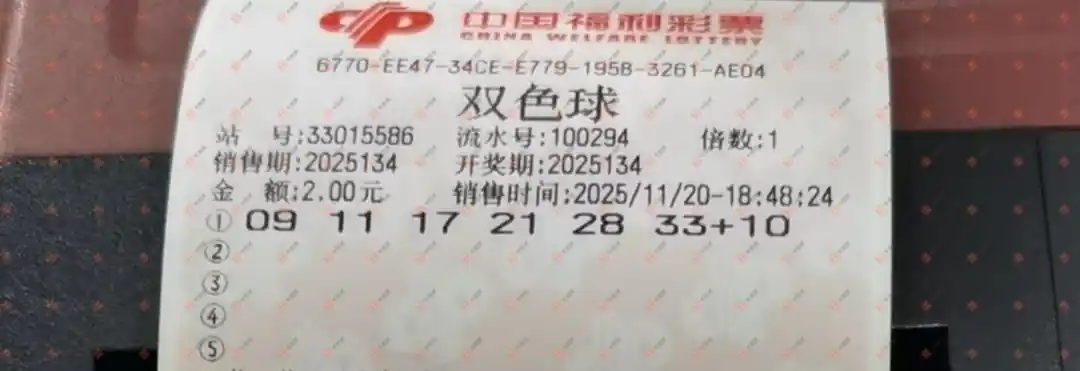 中国福利彩票
CHINA WELFARE LOTTERY
6770-EE47-34CE-E779-195B-3261-AE04
双色球
站 号:33015586 流水号:100294 倍数:1
销售期:2025134 开奖期:2025134
金 额:2.00元 销售时间:2025/11/20-18:48:24
① 09 11 17 21 28 33+10
②
③
④
⑤